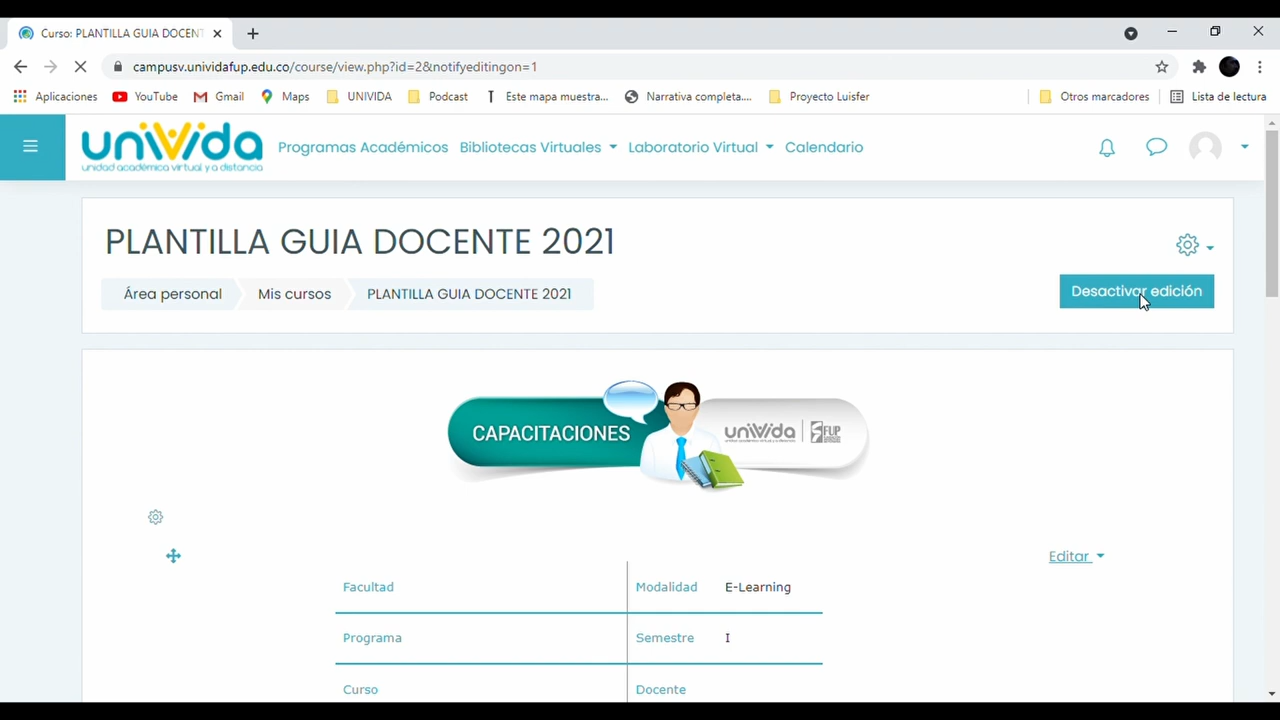 Curso: PLANTILLA GUIA DOCENT
campusv.unividafup.edu.co/course/view.php?id=2&notifyeditingon=1
Aplicaciones YouTube Gmail Maps UNIVIDA Podcast Este mapa muestra... Narrativa completa.... Proyecto Luisfer Otros marcadores Lista de lectura
uniVida
unidad académica virtual y a distancia
Programas Académicos Bibliotecas Virtuales Laboratorio Virtual Calendario
PLANTILLA GUIA DOCENTE 2021
Área personal Mis cursos PLANTILLA GUIA DOCENTE 2021
Desactivar edición
CAPACITACIONES uniVida FUP
Editar
Facultad Modalidad E-Learning
Programa Semestre I
Curso Docente